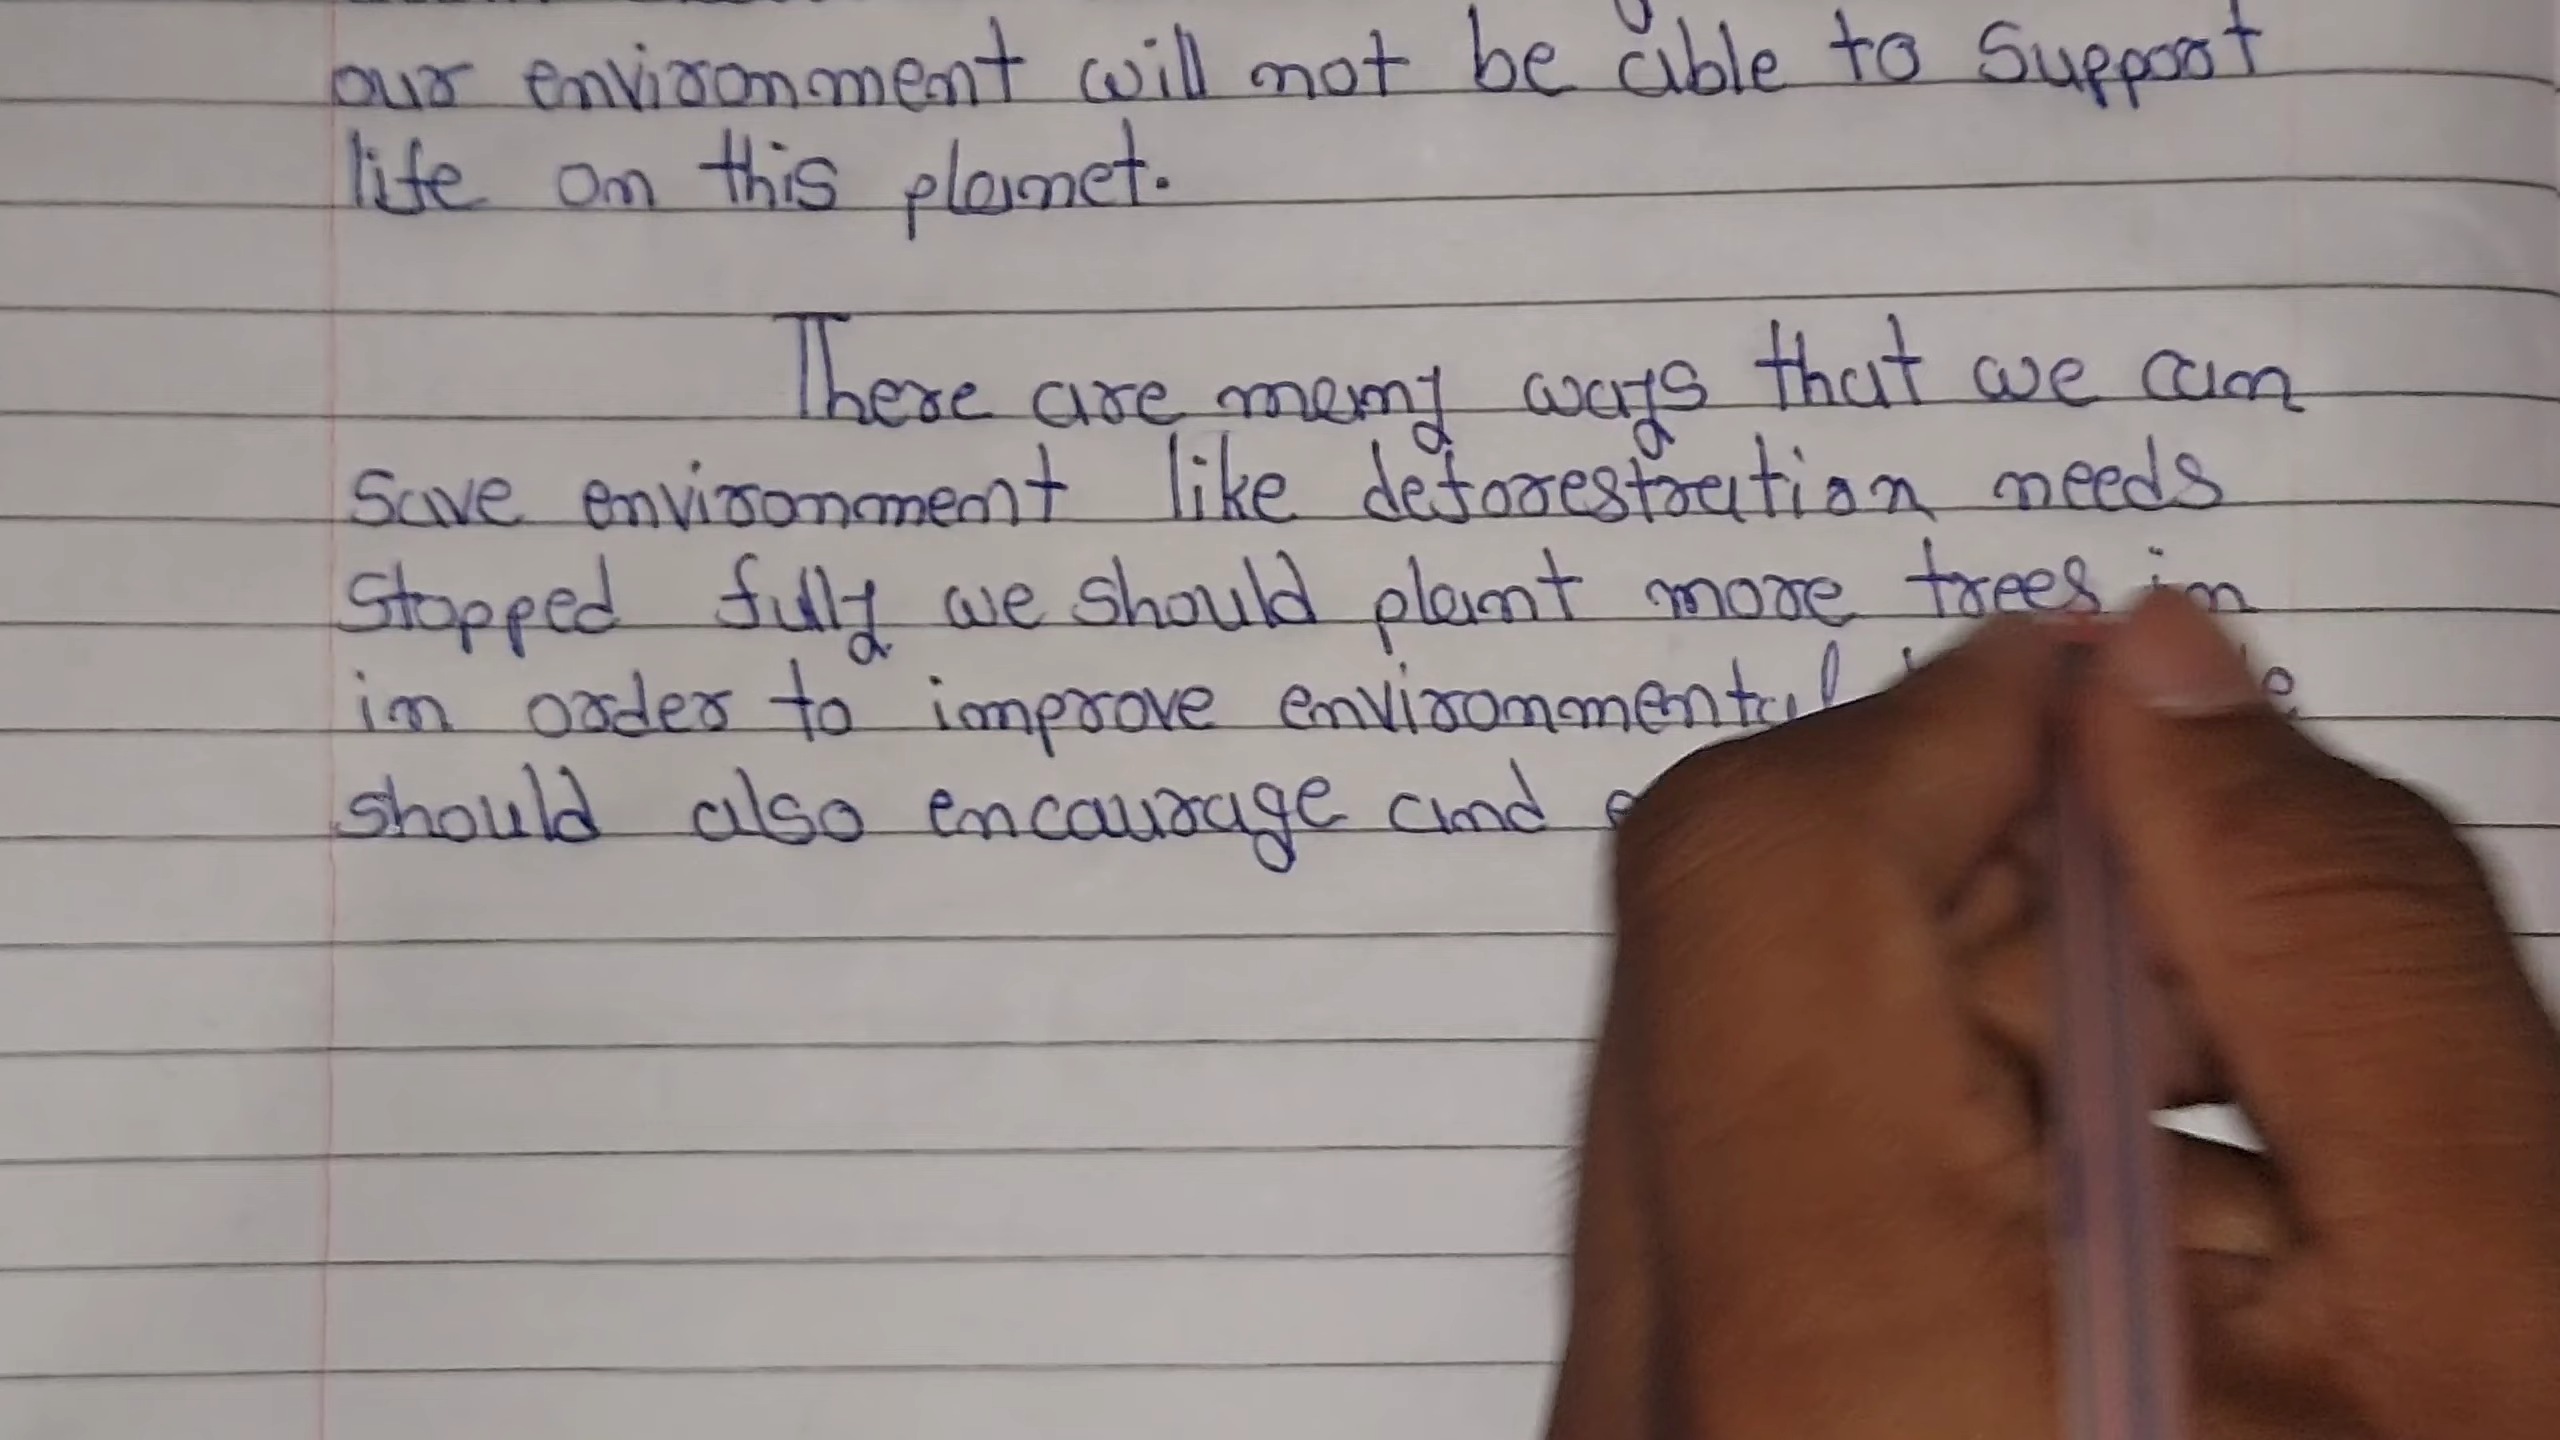 our environment will not be able to support
life on this planet.
There are many ways that we can
save environment like deforestration needs
stopped fully we should plant more trees in
in order to improve environmental
should also encourage and